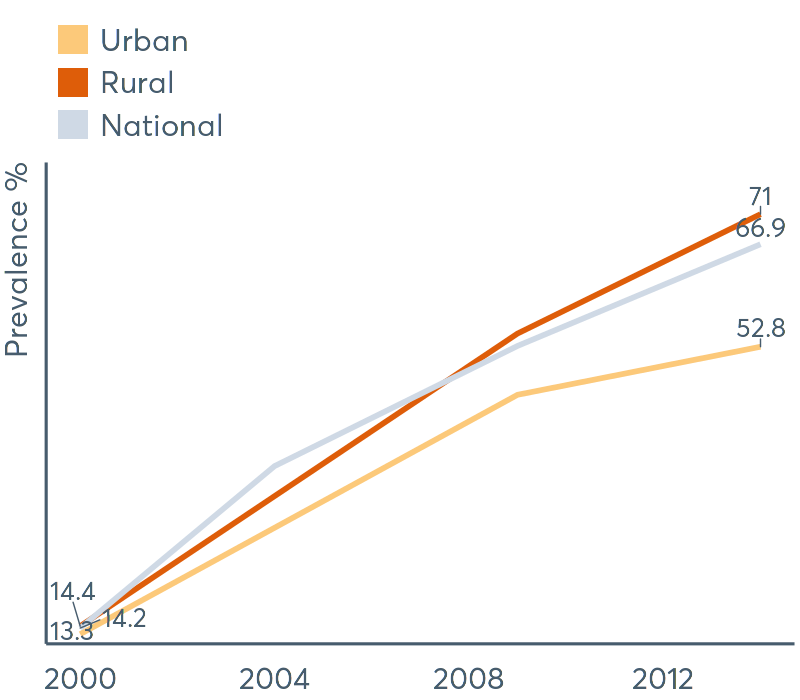 Urban
Rural
National
Prevalence %
71
66.9
52.8
14.4
14.2
13.3
2000 2004 2008 2012